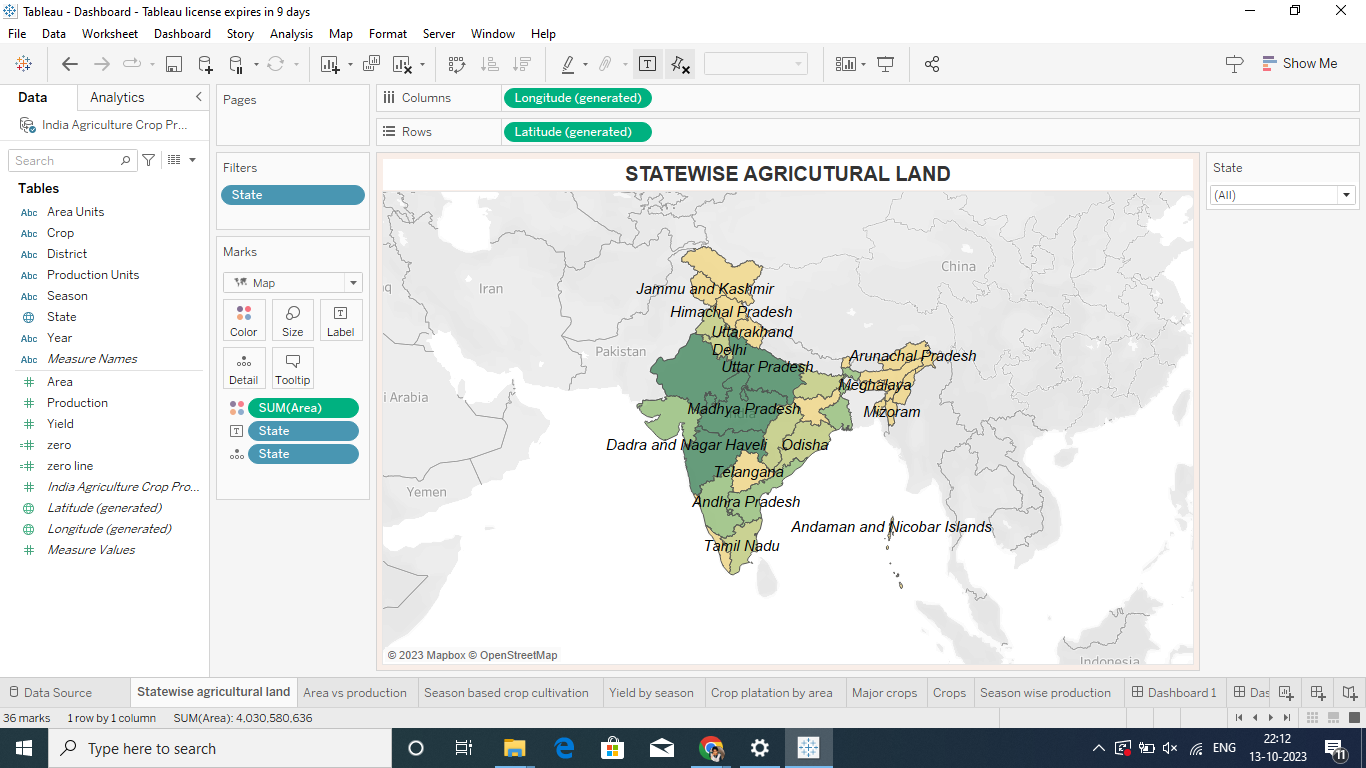 Tableau - Dashboard - Tableau license expires in 9 days
File Data Worksheet Dashboard Story Analysis Map Format Server Window Help
Show Me
Data Analytics
India Agriculture Crop Pr...
Search
Tables
Abc Area Units
Abc Crop
Abc District
Abc Production Units
Abc Season
State
Abc Year
Abc Measure Names
Area
Production
Yield
zero
zero line
India Agriculture Crop Pro...
Latitude (generated)
Longitude (generated)
Measure Values
Pages
Filters
State
Marks
Map
Color Size Label
Detail Tooltip
SUM(Area)
State
State
Columns Longitude (generated)
Rows Latitude (generated)
STATEWISE AGRICUTURAL LAND
China
Iran
Jammu and Kashmir
Himachal Pradesh
Uttarakhand
Pakistan
Delhi
Arunachal Pradesh
Uttar Pradesh
Meghalaya
Arabia
Madhya Pradesh
Mizoram
Dadra and Nagar Haveli Odisha
Telangana
Yemen
Andhra Pradesh
Andaman and Nicobar Islands
Tamil Nadu
© 2023 Mapbox © OpenStreetMap
Indonesia
State
(All)
Data Source Statewise agricultural land Area vs production Season based crop cultivation Yield by season Crop platation by area Major crops Crops Season wise production Dashboard 1 Das
36 marks 1 row by 1 column SUM(Area): 4,030,580,636
Type here to search
ENG
22:12
13-10-2023
11